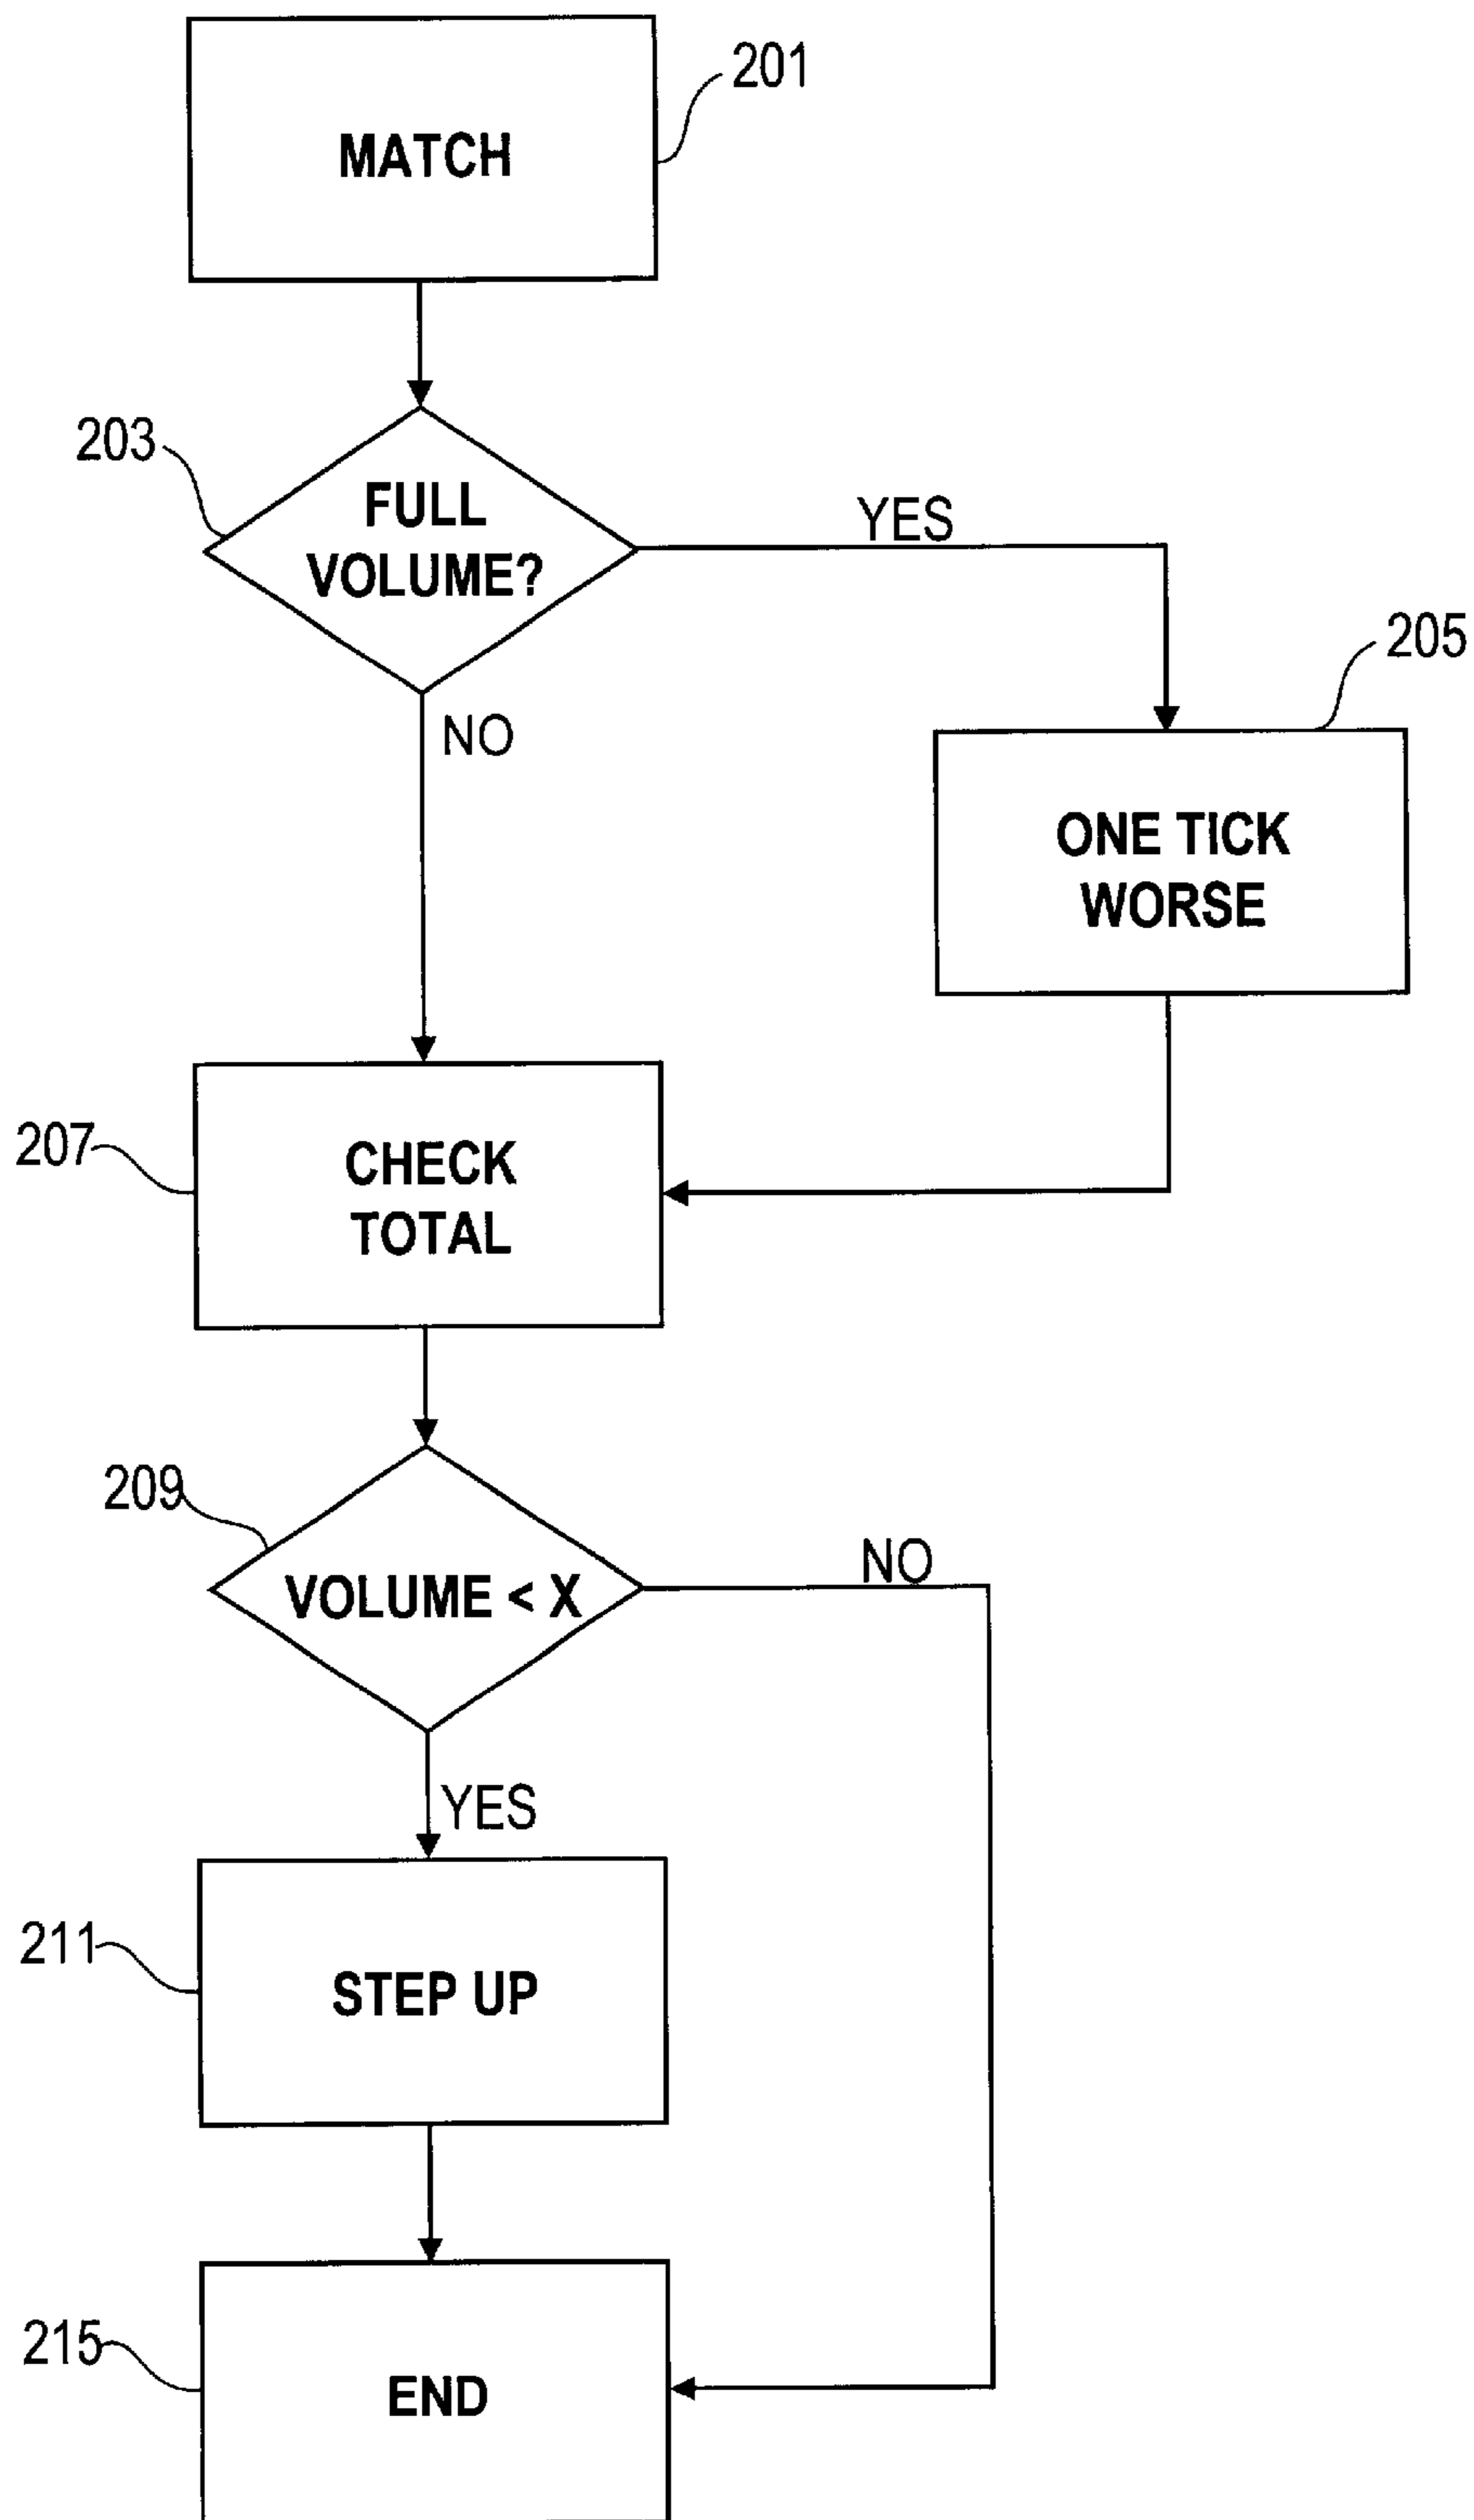 MATCH
201
203
FULL
VOLUME?
YES
NO
205
ONE TICK
WORSE
207
CHECK
TOTAL
209
VOLUME < X
NO
YES
211
STEP UP
215
END